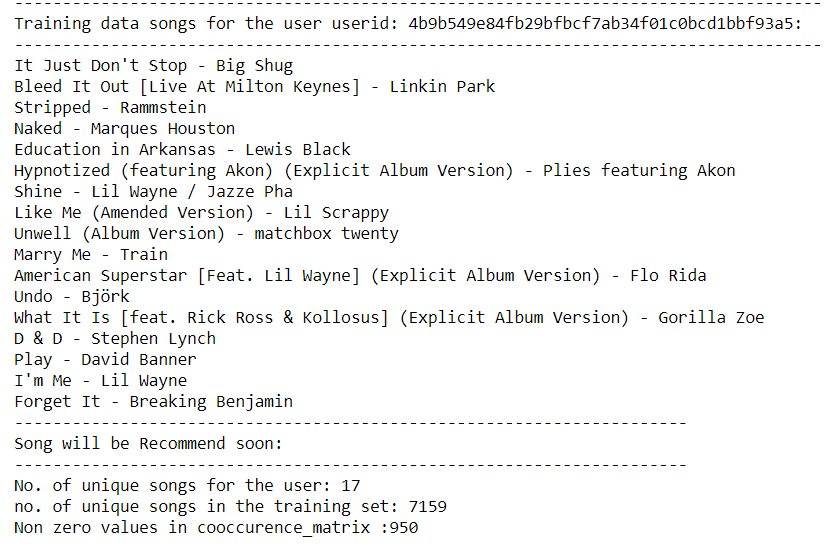 ----------------------------------------------------------------------------------
Training data songs for the user userid: 4b9b549e84fb29bfbcf7ab34f01c0bcd1bbf93a5:
----------------------------------------------------------------------------------
It Just Don't Stop - Big Shug
Bleed It Out [Live At Milton Keynes] - Linkin Park
Stripped - Rammstein
Naked - Marques Houston
Education in Arkansas - Lewis Black
Hypnotized (featuring Akon) (Explicit Album Version) - Plies featuring Akon
Shine - Lil Wayne / Jazze Pha
Like Me (Amended Version) - Lil Scrappy
Unwell (Album Version) - matchbox twenty
Marry Me - Train
American Superstar [Feat. Lil Wayne] (Explicit Album Version) - Flo Rida
Undo - Björk
What It Is [feat. Rick Ross & Kollosus] (Explicit Album Version) - Gorilla Zoe
D & D - Stephen Lynch
Play - David Banner
I'm Me - Lil Wayne
Forget It - Breaking Benjamin
----------------------------------------------------------------------
Song will be Recommend soon:
----------------------------------------------------------------------
No. of unique songs for the user: 17
no. of unique songs in the training set: 7159
Non zero values in cooccurence_matrix :950